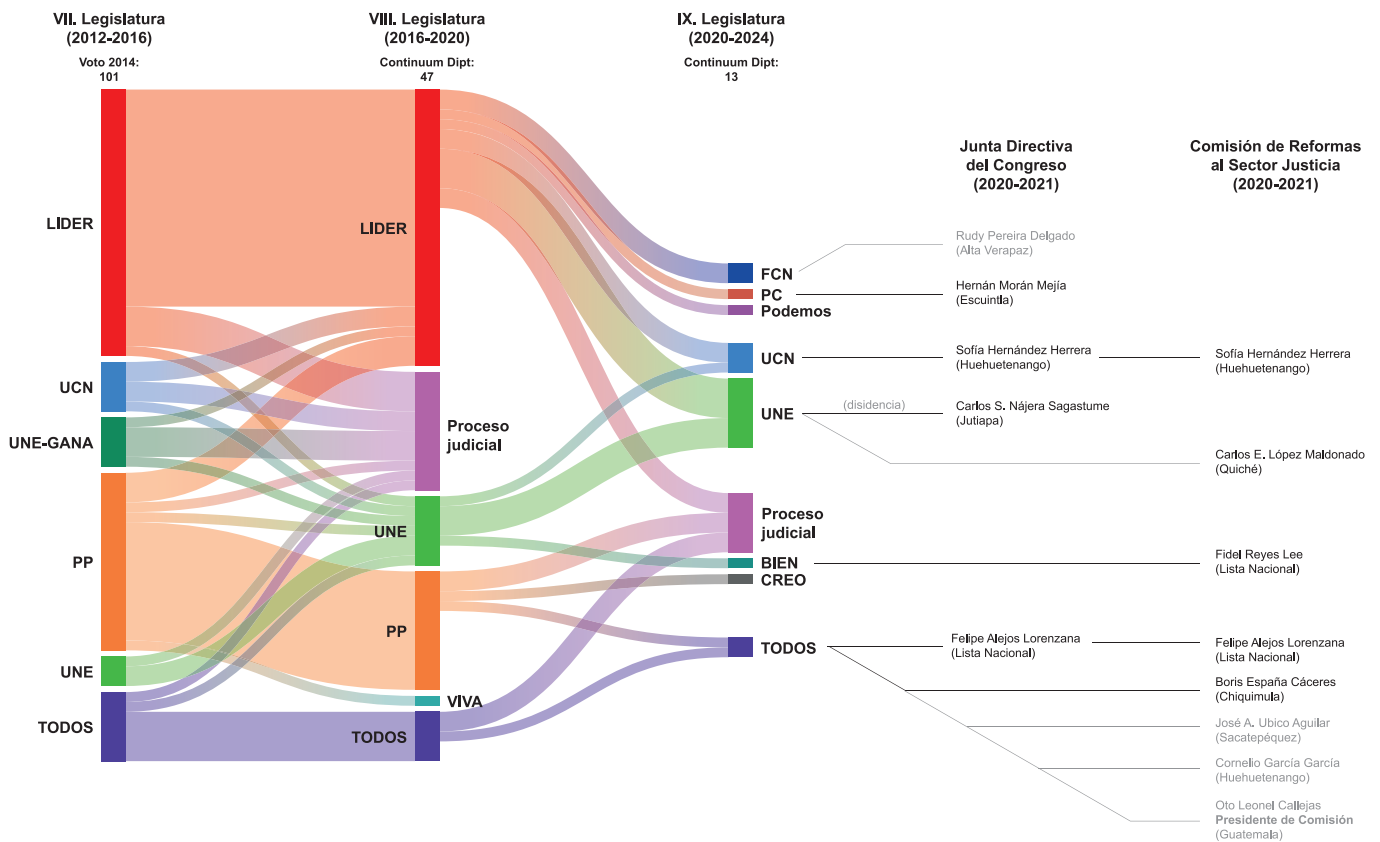 VII. Legislatura
(2012-2016)
Voto 2014:
101
VIII. Legislatura
(2016-2020)
Continuum Dipt:
47
IX. Legislatura
(2020-2024)
Continuum Dipt:
13
Junta Directiva
del Congreso
(2020-2021)
Comisión de Reformas
al Sector Justicia
(2020-2021)
LIDER
UCN
UNE-GANA
PP
UNE
TODOS
LIDER
Proceso
judicial
UNE
PP
VIVA
TODOS
FCN
PC
Podemos
UCN
UNE
Proceso
judicial
BIEN
CREO
TODOS
Rudy Pereira Delgado
(Alta Verapaz)
Hernán Morán Mejía
(Escuintla)
Sofía Hernández Herrera
(Huehuetenango)
(disidencia)
Carlos S. Nájera Sagastume
(Jutiapa)
Felipe Alejos Lorenzana
(Lista Nacional)
Sofía Hernández Herrera
(Huehuetenango)
Carlos E. López Maldonado
(Quiché)
Fidel Reyes Lee
(Lista Nacional)
Felipe Alejos Lorenzana
(Lista Nacional)
Boris España Cáceres
(Chiquimula)
José A. Ubico Aguilar
(Sacatepéquez)
Cornelio García García
(Huehuetenango)
Oto Leonel Callejas
Presidente de Comisión
(Guatemala)